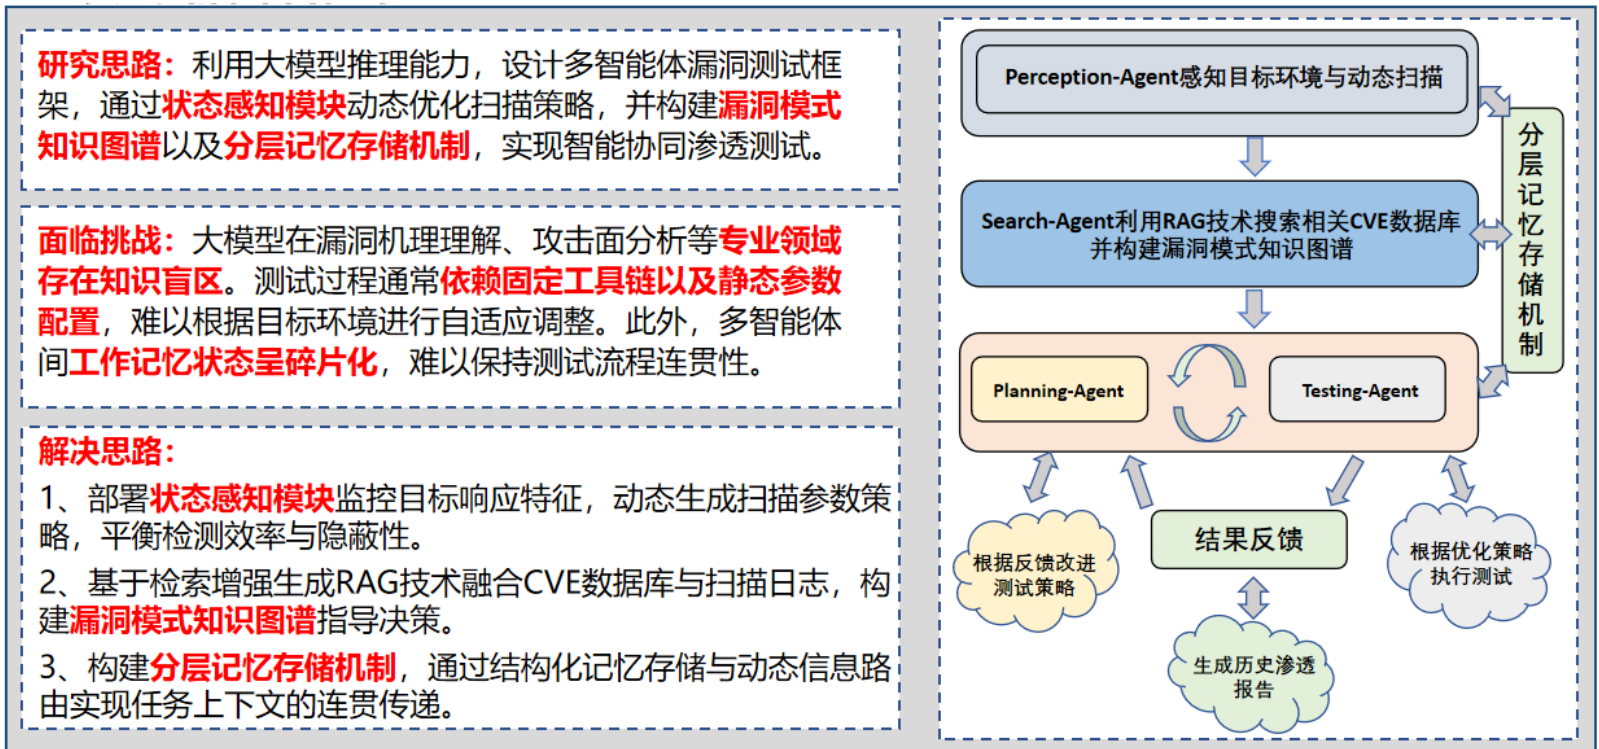 研究思路：利用大模型推理能力，设计多智能体漏洞测试框
架，通过状态感知模块动态优化扫描策略，并构建漏洞模式
知识图谱以及分层记忆存储机制，实现智能协同渗透测试。
面临挑战：大模型在漏洞机理理解、攻击面分析等专业领域
存在知识盲区。测试过程通常依赖固定工具链以及静态参数
配置，难以根据目标环境进行自适应调整。此外，多智能体
间工作记忆状态呈碎片化，难以保持测试流程连贯性。
解决思路：
1、部署状态感知模块监控目标响应特征，动态生成扫描参数策
略，平衡检测效率与隐蔽性。
2、基于检索增强生成RAG技术融合CVE数据库与扫描日志，构
建漏洞模式知识图谱指导决策。
3、构建分层记忆存储机制，通过结构化记忆存储与动态信息路
由实现任务上下文的连贯传递。
Perception-Agent感知目标环境与动态扫描
分层记忆存储机制
Search-Agent利用RAG技术搜索相关CVE数据库
并构建漏洞模式知识图谱
Planning-Agent
Testing-Agent
根据反馈改进
测试策略
结果反馈
根据优化策略
执行测试
生成历史渗透
报告